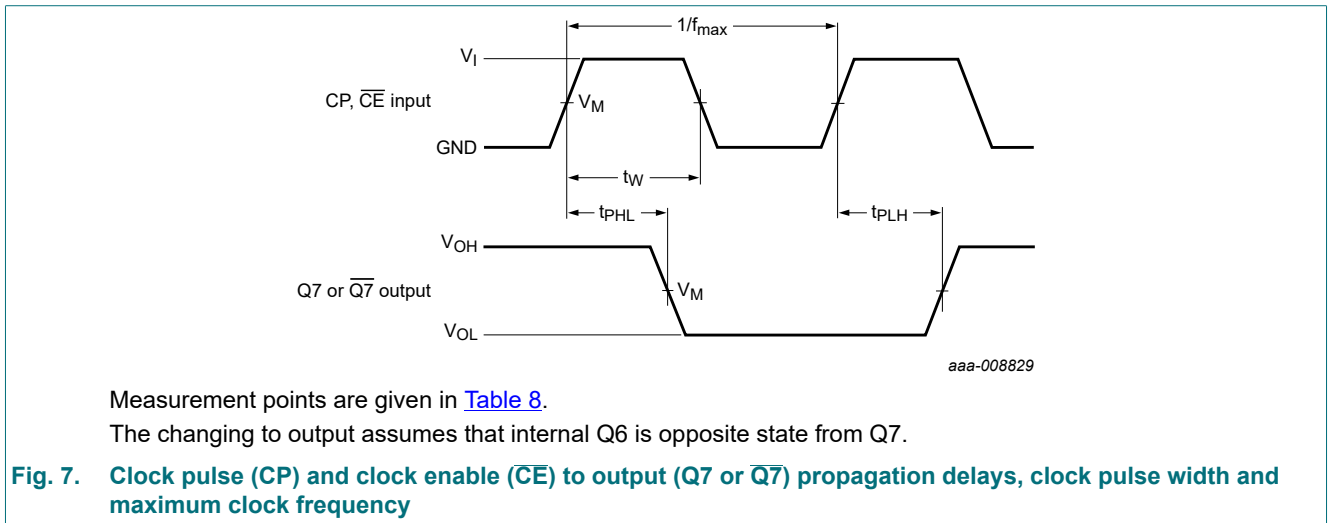 1/fmax
VI
CP, CE input
VM
GND
tW
tPHL
tPLH
VOH
Q7 or Q7 output
VM
VOL
aaa-008829
Measurement points are given in Table 8.
The changing to output assumes that internal Q6 is opposite state from Q7.
Fig. 7. Clock pulse (CP) and clock enable (CE) to output (Q7 or Q7) propagation delays, clock pulse width and
maximum clock frequency